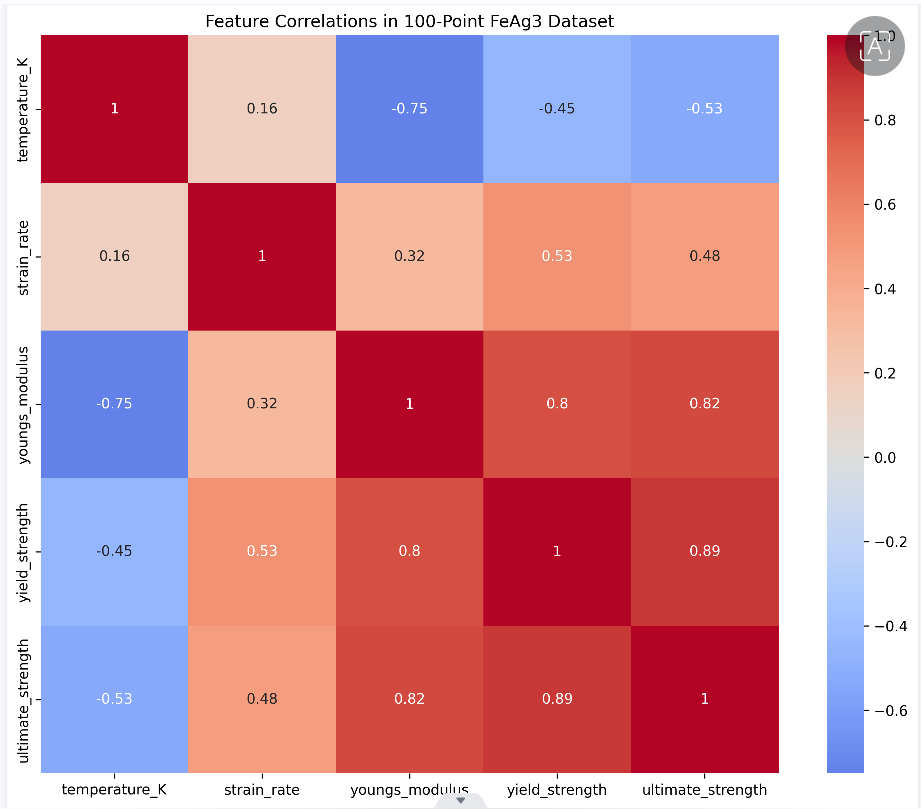 Feature Correlations in 100-Point FeAg3 Dataset
temperature_K
1
0.16
-0.75
-0.45
-0.53
strain_rate
0.16
1
0.32
0.53
0.48
youngs_modulus
-0.75
0.32
1
0.8
0.82
yield_strength
-0.45
0.53
0.8
1
0.89
ultimate_strength
-0.53
0.48
0.82
0.89
1
temperature_K
strain_rate
youngs_modulus
yield_strength
ultimate_strength
1.0
0.8
0.6
0.4
0.2
0.0
−0.2
−0.4
−0.6
A